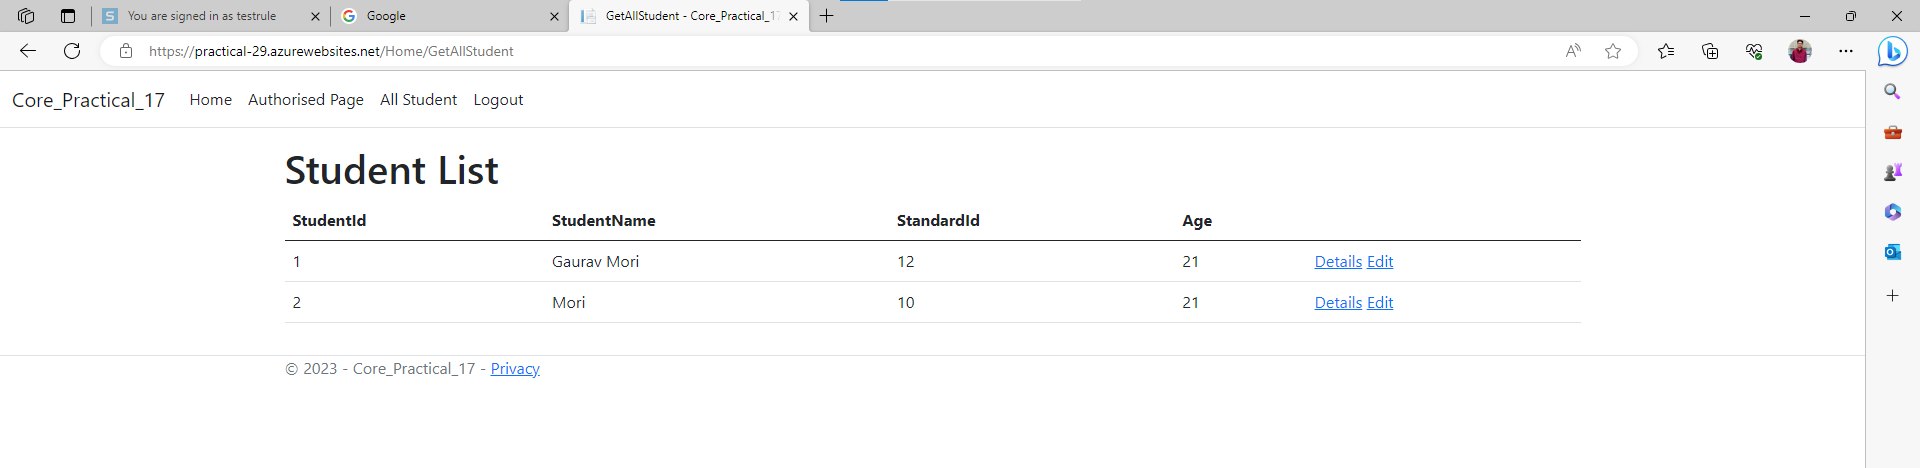 You are signed in as testrule
Google
GetAllStudent - Core_Practical_17
https://practical-29.azurewebsites.net/Home/GetAllStudent
Core_Practical_17 Home Authorised Page All Student Logout
Student List
StudentId StudentName StandardId Age
1 Gaurav Mori 12 21 Details Edit
2 Mori 10 21 Details Edit
© 2023 - Core_Practical_17 - Privacy